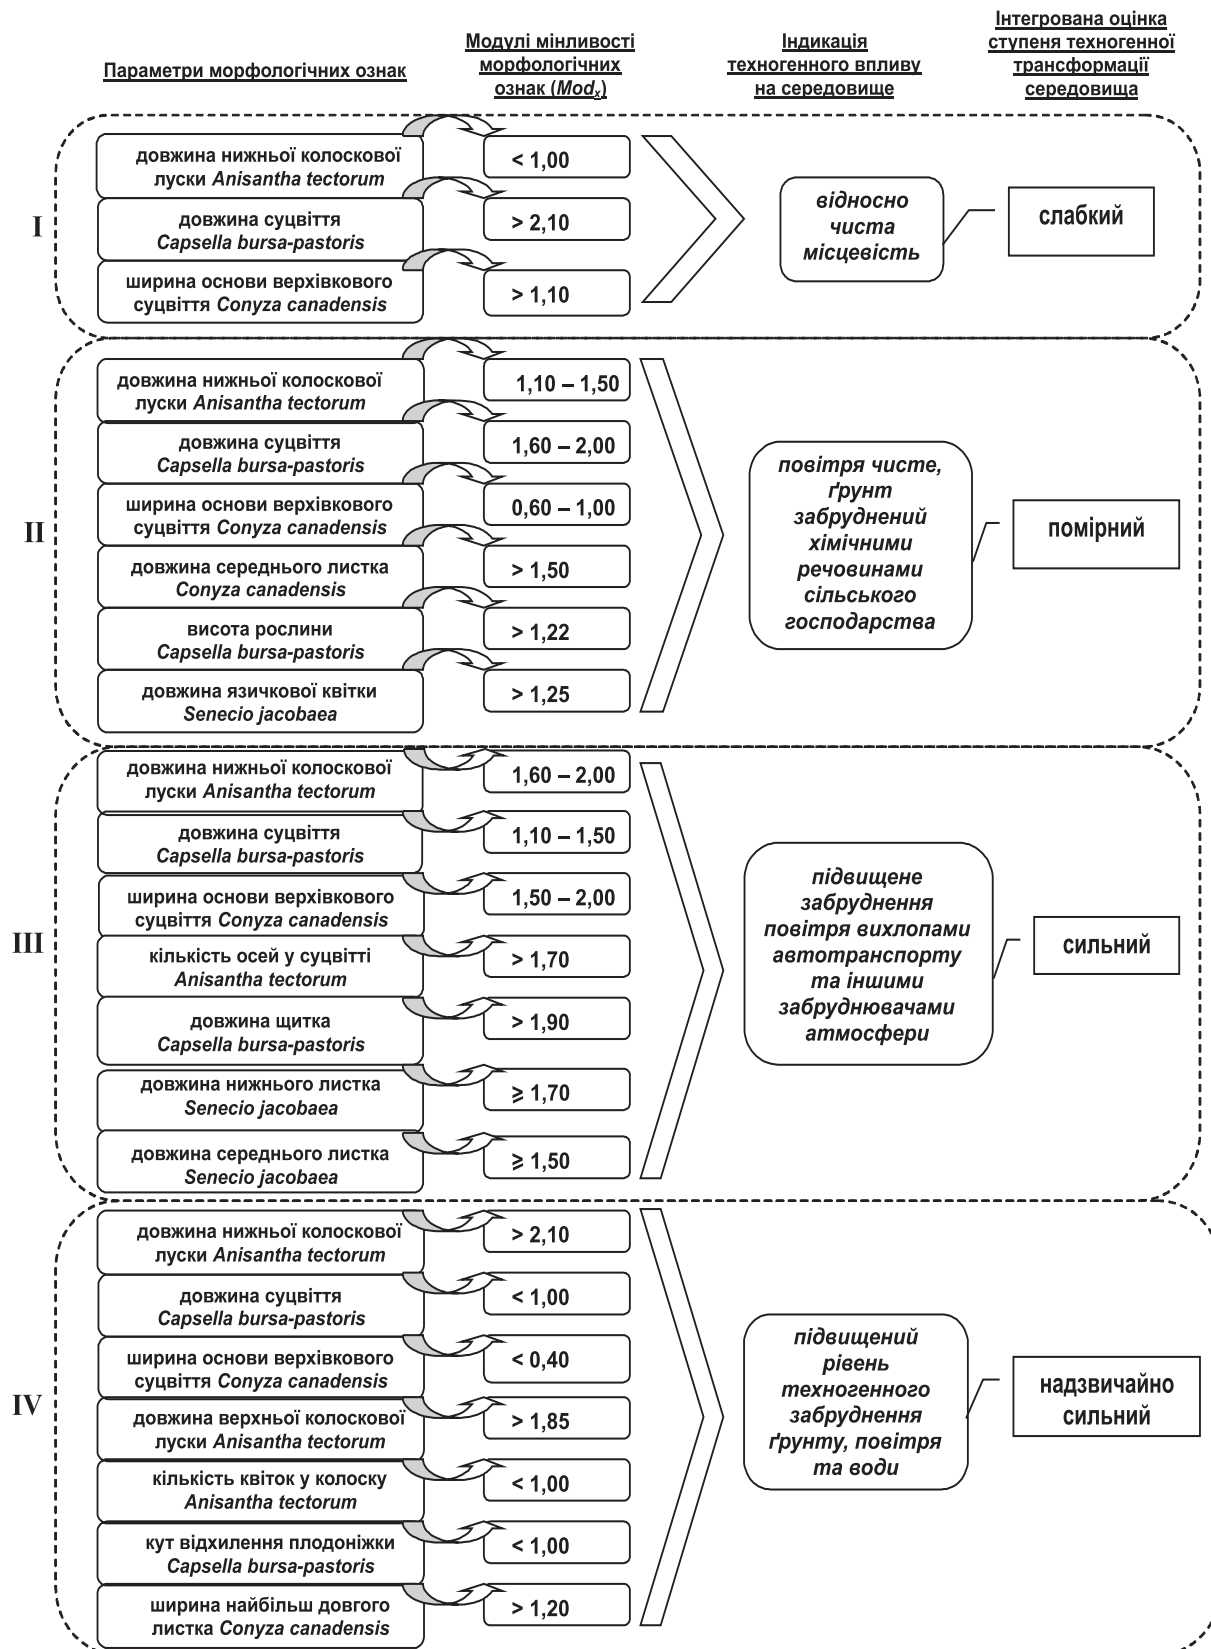 Параметри морфологічних ознак
Модулі мінливості
морфологічних
ознак (Modx)
Індикація
техногенного впливу
на середовище
Інтегрована оцінка
ступеня техногенної
трансформації
середовища
I
довжина нижньої колоскової
луски Anisantha tectorum
< 1,00
довжина суцвіття
Capsella bursa-pastoris
> 2,10
ширина основи верхівкового
суцвіття Conyza canadensis
> 1,10
відносно
чиста
місцевість
слабкий
II
довжина нижньої колоскової
луски Anisantha tectorum
1,10 – 1,50
довжина суцвіття
Capsella bursa-pastoris
1,60 – 2,00
ширина основи верхівкового
суцвіття Conyza canadensis
0,60 – 1,00
довжина середнього листка
Conyza canadensis
> 1,50
висота рослини
Capsella bursa-pastoris
> 1,22
довжина язичкової квітки
Senecio jacobaea
> 1,25
повітря чисте,
ґрунт
забруднений
хімічними
речовинами
сільського
господарства
помірний
III
довжина нижньої колоскової
луски Anisantha tectorum
1,60 – 2,00
довжина суцвіття
Capsella bursa-pastoris
1,10 – 1,50
ширина основи верхівкового
суцвіття Conyza canadensis
1,50 – 2,00
кількість осей у суцвітті
Anisantha tectorum
> 1,70
довжина щитка
Capsella bursa-pastoris
> 1,90
довжина нижнього листка
Senecio jacobaea
⩾ 1,70
довжина середнього листка
Senecio jacobaea
⩾ 1,50
підвищене
забруднення
повітря вихлопами
автотранспорту
та іншими
забруднювачами
атмосфери
сильний
IV
довжина нижньої колоскової
луски Anisantha tectorum
> 2,10
довжина суцвіття
Capsella bursa-pastoris
< 1,00
ширина основи верхівкового
суцвіття Conyza canadensis
< 0,40
довжина верхньої колоскової
луски Anisantha tectorum
> 1,85
кількість квіток у колоску
Anisantha tectorum
< 1,00
кут відхилення плодоніжки
Capsella bursa-pastoris
< 1,00
ширина найбільш довгого
листка Conyza canadensis
> 1,20
підвищений
рівень
техногенного
забруднення
ґрунту, повітря
та води
надзвичайно
сильний